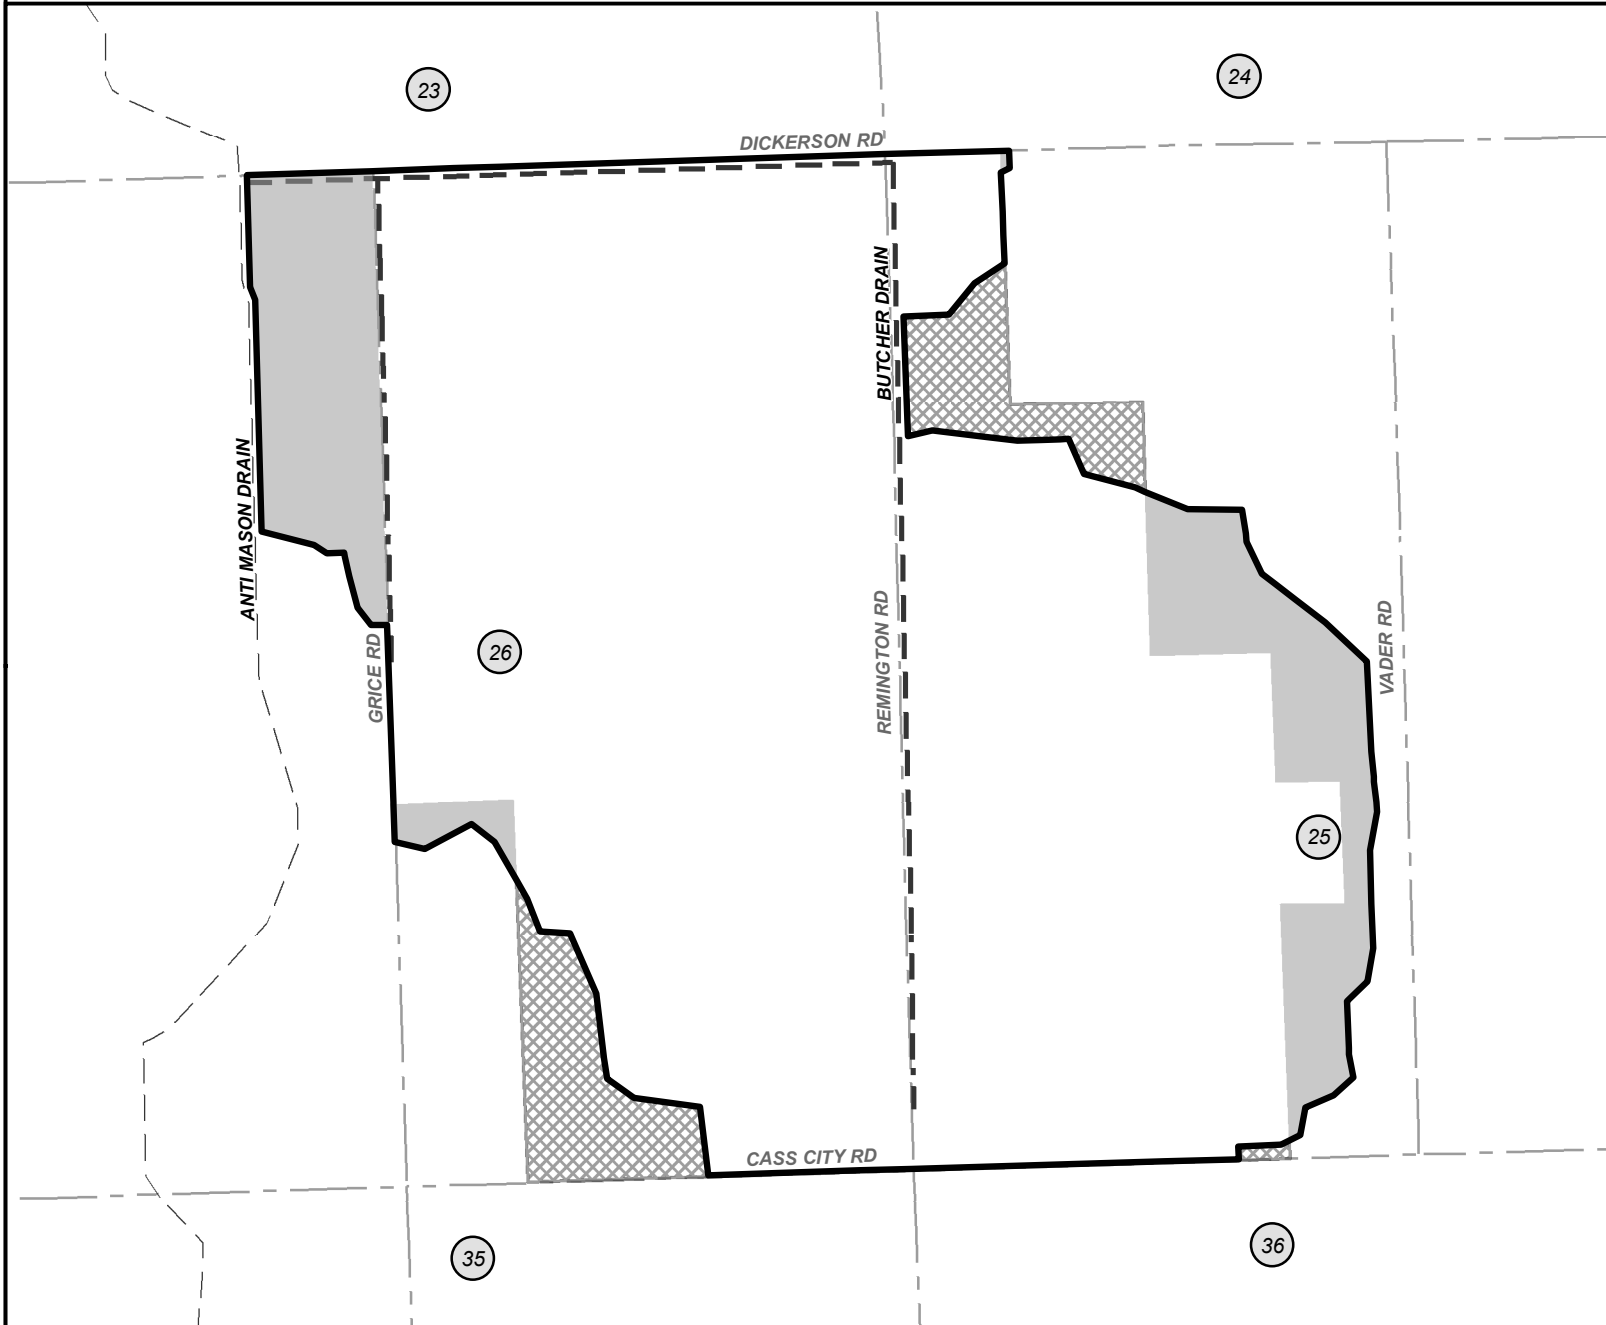 23
24
DICKERSON RD
BUTCHER DRAIN
ANTI MASON DRAIN
GRICE RD
26
REMINGTON RD
VADER RD
25
CASS CITY RD
35
36